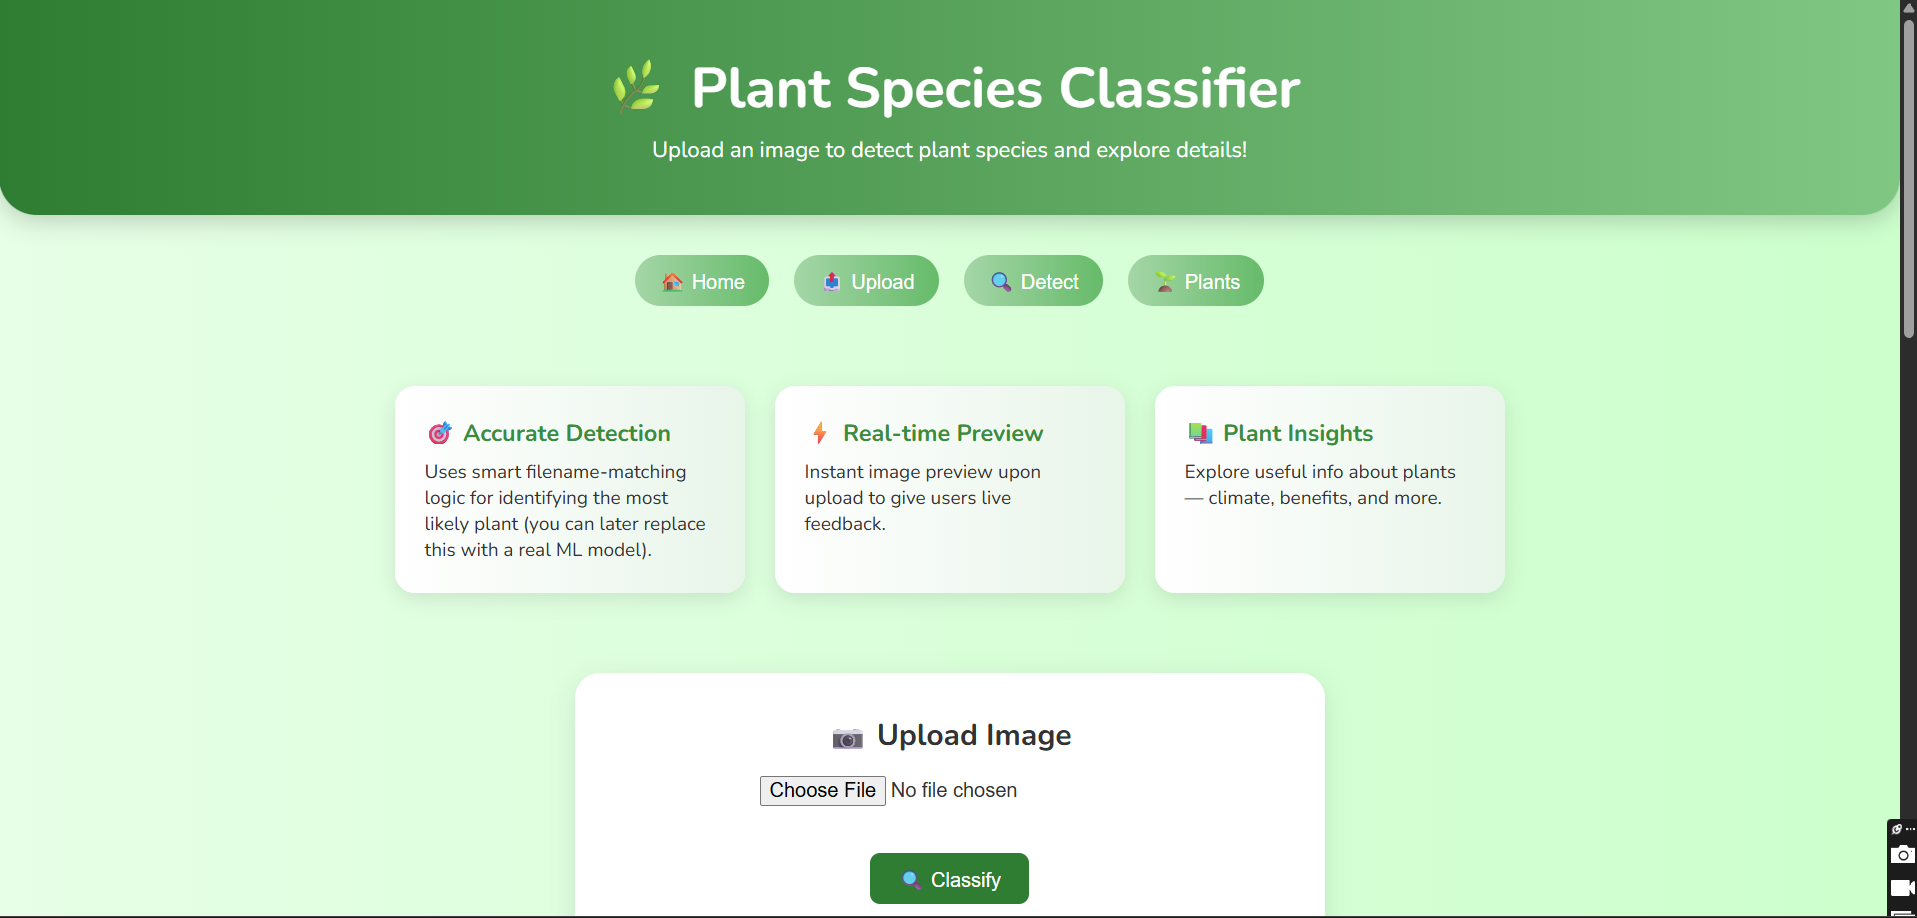 Plant Species Classifier
Upload an image to detect plant species and explore details!
Home
Upload
Detect
Plants
Accurate Detection
Uses smart filename-matching
logic for identifying the most
likely plant (you can later replace
this with a real ML model).
Real-time Preview
Instant image preview upon
upload to give users live
feedback.
Plant Insights
Explore useful info about plants
— climate, benefits, and more.
Upload Image
Choose File No file chosen
Classify